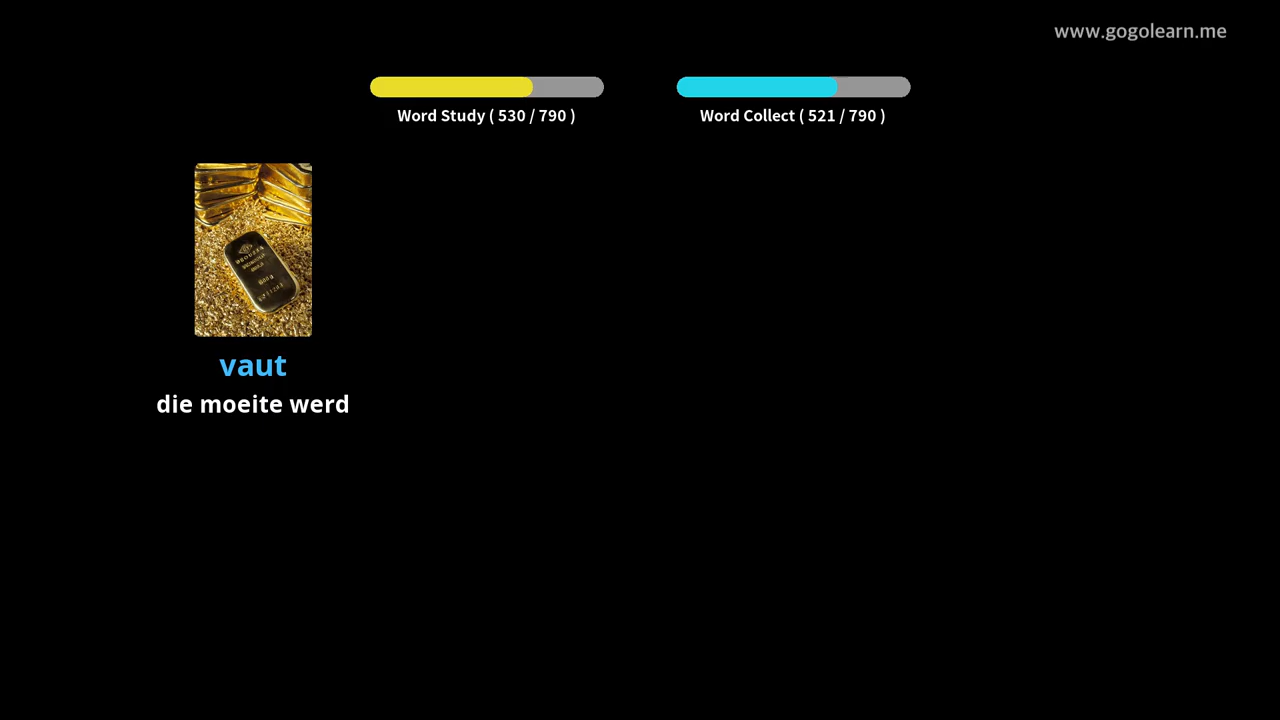 www.gogolearn.me
Word Study ( 530 / 790 )
Word Collect ( 521 / 790 )
vaut
die moeite werd